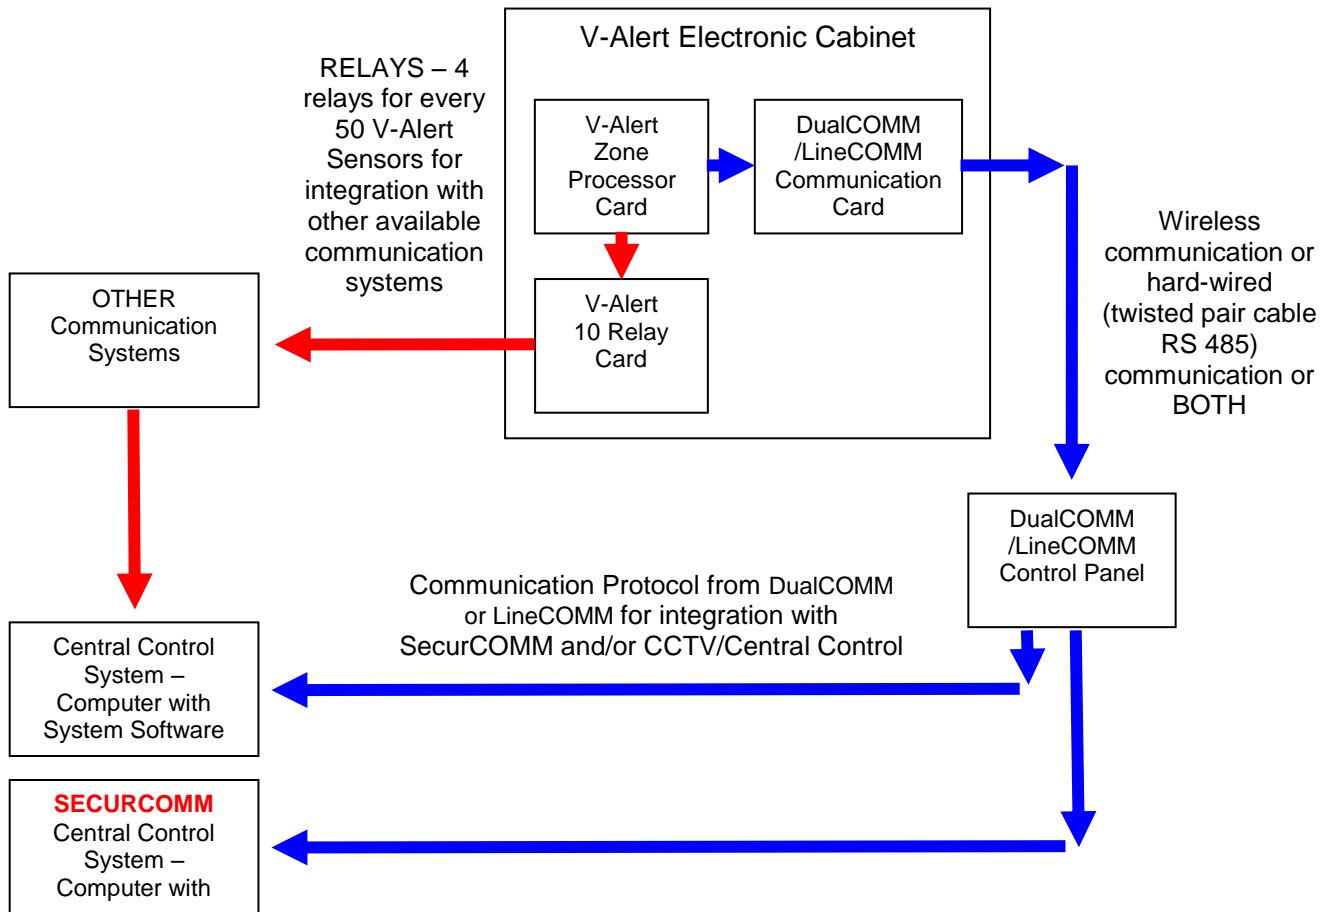 V-Alert Electronic Cabinet
RELAYS – 4
relays for every
50 V-Alert
Sensors for
integration with
other available
communication
systems
V-Alert
Zone
Processor
Card
DualCOMM
/LineCOMM
Communication
Card
Wireless
communication or
hard-wired
(twisted pair cable
RS 485)
communication or
BOTH
OTHER
Communication
Systems
V-Alert
10 Relay
Card
DualCOMM
/LineCOMM
Control Panel
Communication Protocol from DualCOMM
or LineCOMM for integration with
SecurCOMM and/or CCTV/Central Control
Central Control
System –
Computer with
System Software
SECURCOMM
Central Control
System –
Computer with